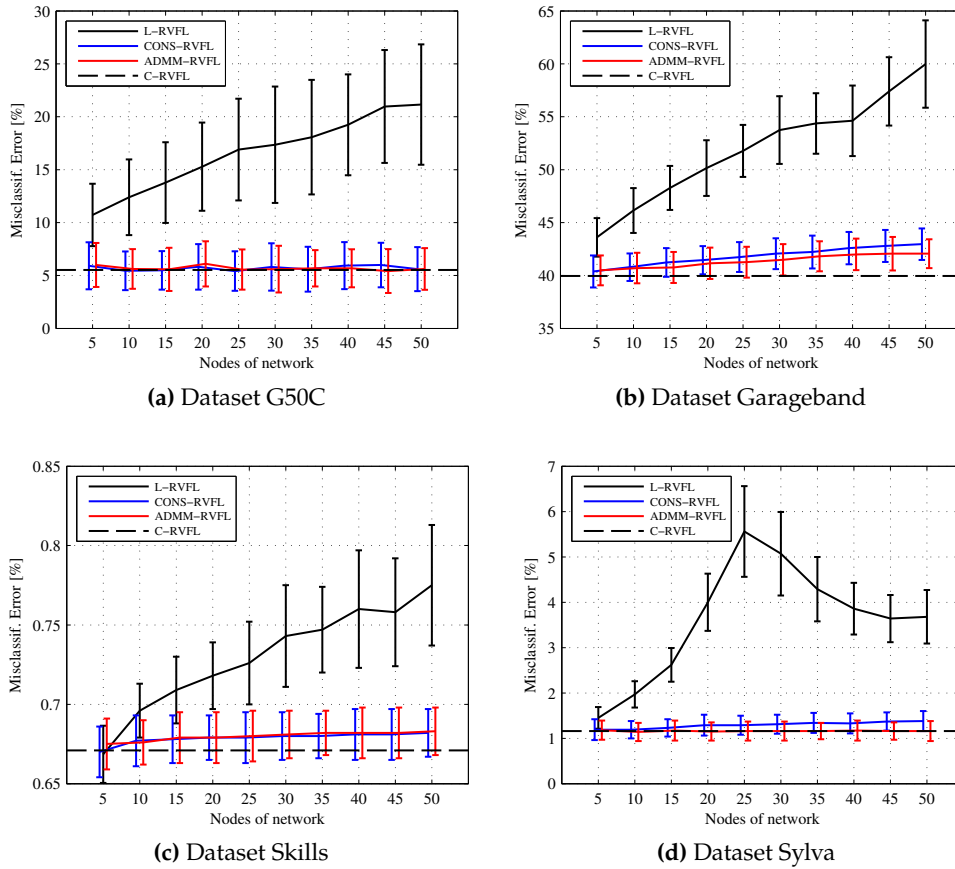 30
25
20
15
10
5
0
Misclassif. Error [%]
L−RVFL
CONS−RVFL
ADMM−RVFL
C−RVFL
5 10 15 20 25 30 35 40 45 50
Nodes of network
(a) Dataset G50C
65
60
55
50
45
40
35
Misclassif. Error [%]
L−RVFL
CONS−RVFL
ADMM−RVFL
C−RVFL
5 10 15 20 25 30 35 40 45 50
Nodes of network
(b) Dataset Garageband
0.85
0.8
0.75
0.7
0.65
Misclassif. Error [%]
L−RVFL
CONS−RVFL
ADMM−RVFL
C−RVFL
5 10 15 20 25 30 35 40 45 50
Nodes of network
(c) Dataset Skills
7
6
5
4
3
2
1
0
Misclassif. Error [%]
L−RVFL
CONS−RVFL
ADMM−RVFL
C−RVFL
5 10 15 20 25 30 35 40 45 50
Nodes of network
(d) Dataset Sylva